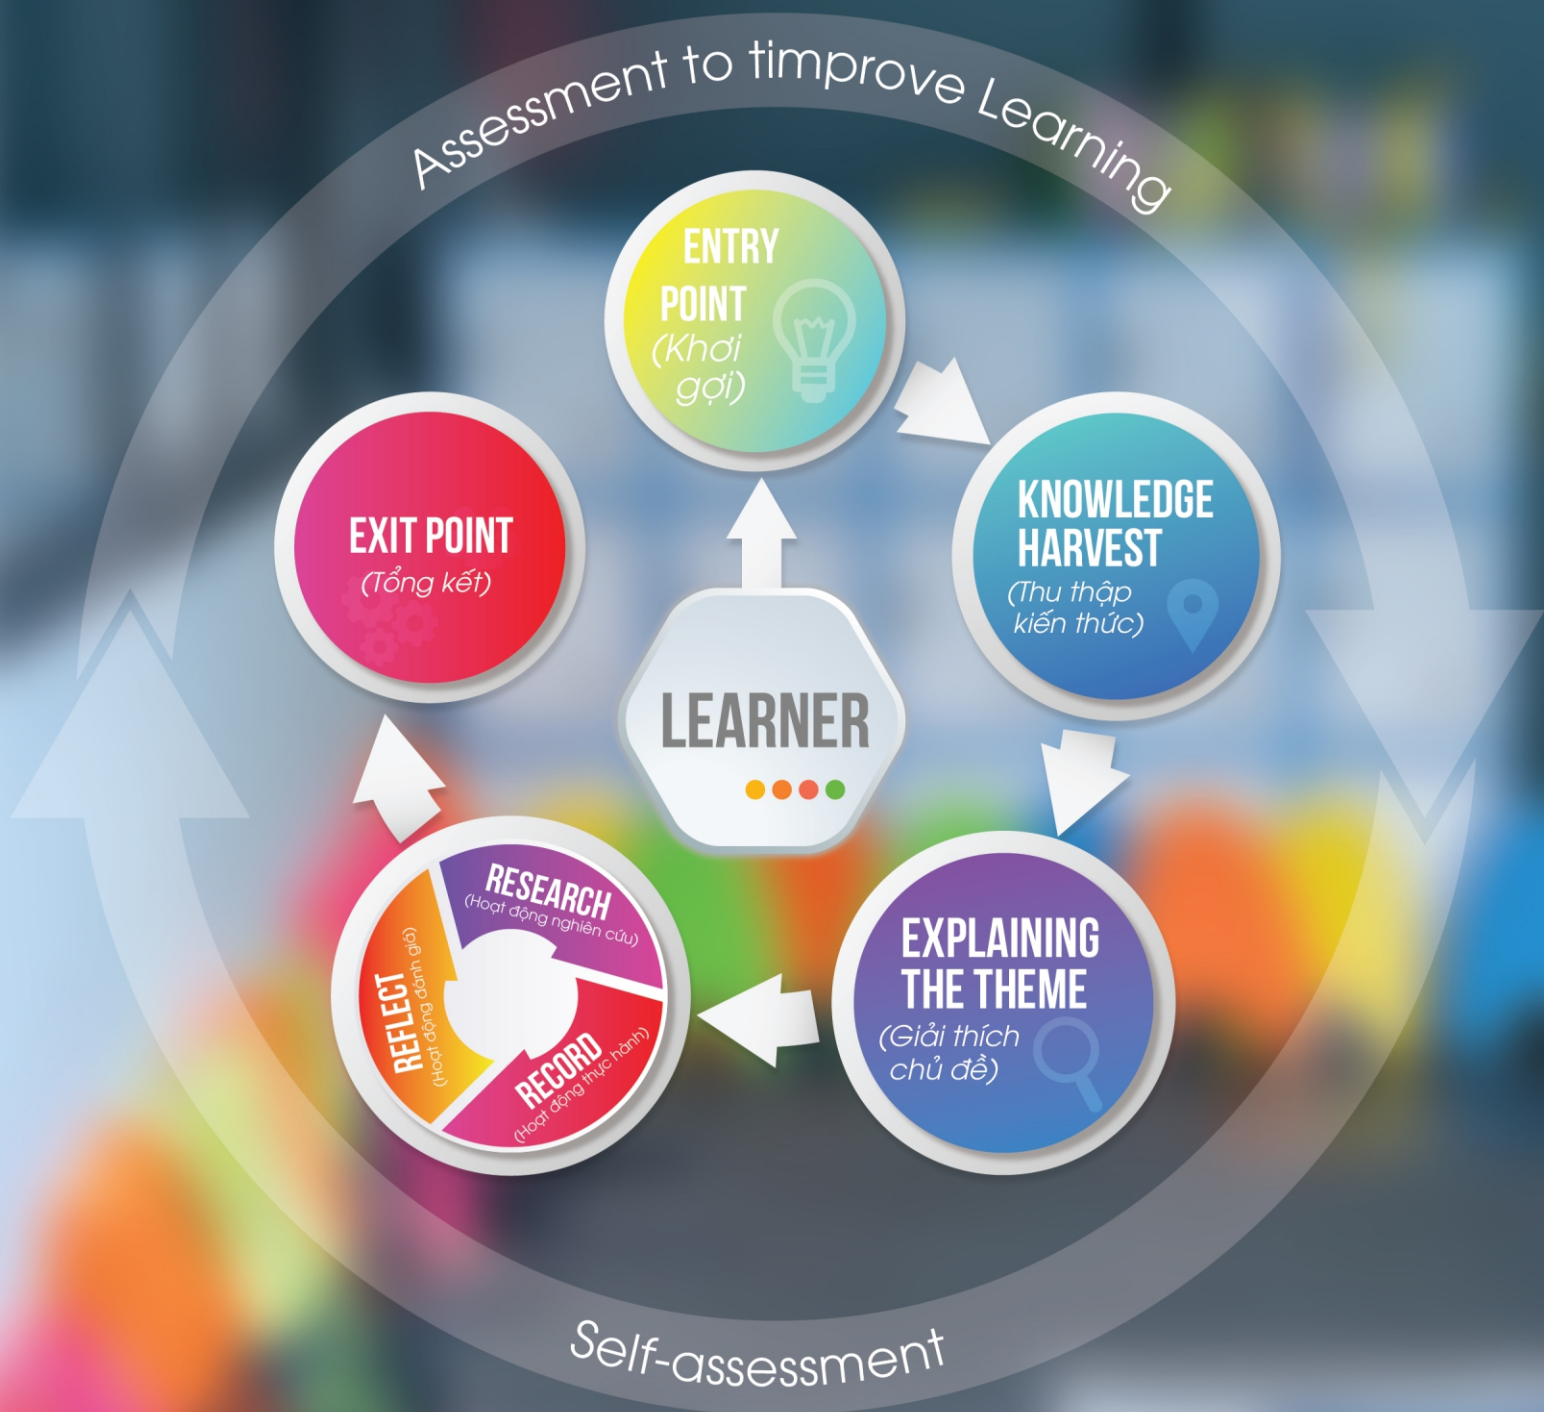 Assessment to timprove Learning
ENTRY
POINT
(Khơi
gợi)
KNOWLEDGE
HARVEST
(Thu thập
kiến thức)
EXIT POINT
(Tổng kết)
LEARNER
EXPLAINING
THE THEME
(Giải thích
chủ đề)
RESEARCH
(Hoạt động nghiên cứu)
RECORD
(Hoạt động thực hành)
REFLECT
(Hoạt động đánh giá)
Self-assessment